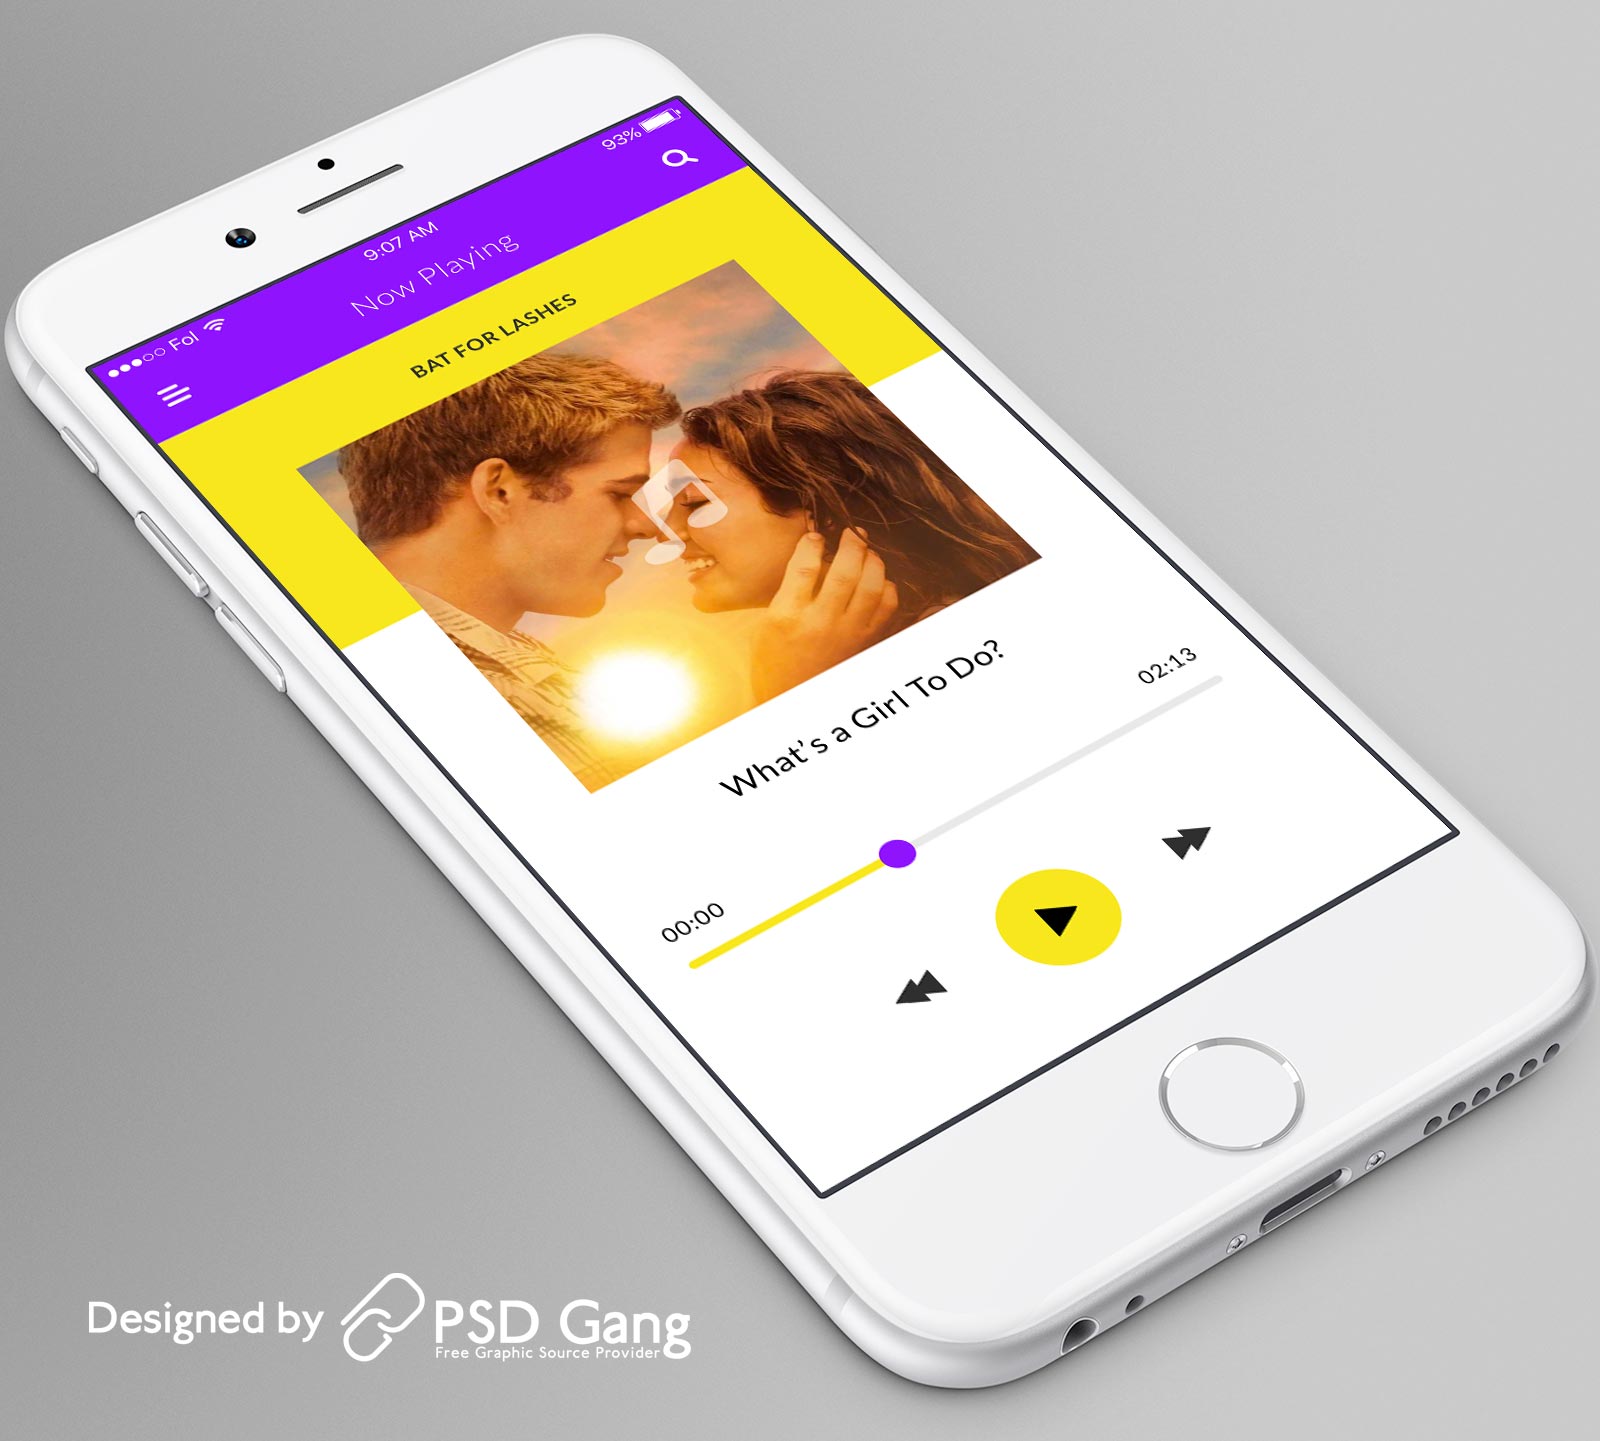 Fol
9:07 AM
93%
Now Playing
BAT FOR LASHES
What's a Girl To Do?
00:00
02:13
Designed by
PSD Gang
Free Graphic Source Provider